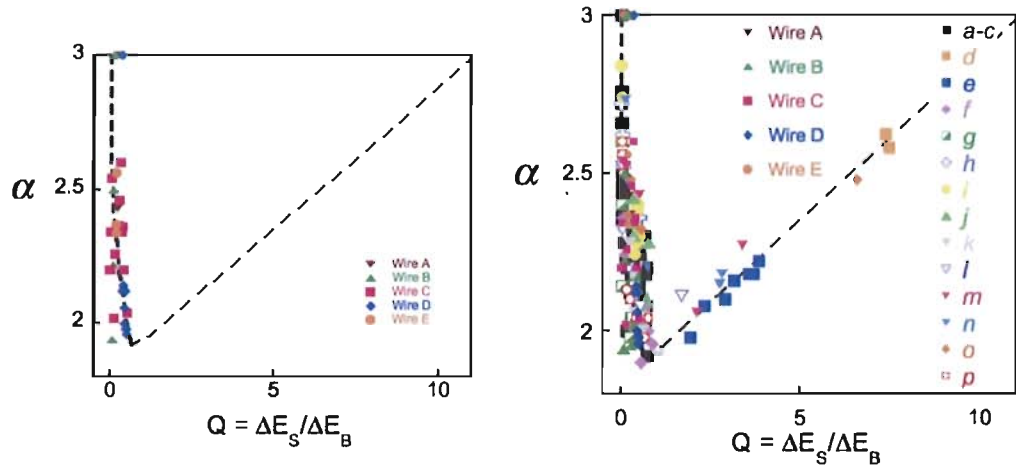 3
2.5
α
2
0
5
10
Q = ΔE_S/ΔE_B
Wire A
Wire B
Wire C
Wire D
Wire E
3
2.5
α
2
0
5
10
Q = ΔE_S/ΔE_B
Wire A
Wire B
Wire C
Wire D
Wire E
a-c
d
e
f
g
h
i
j
k
l
m
n
o
p